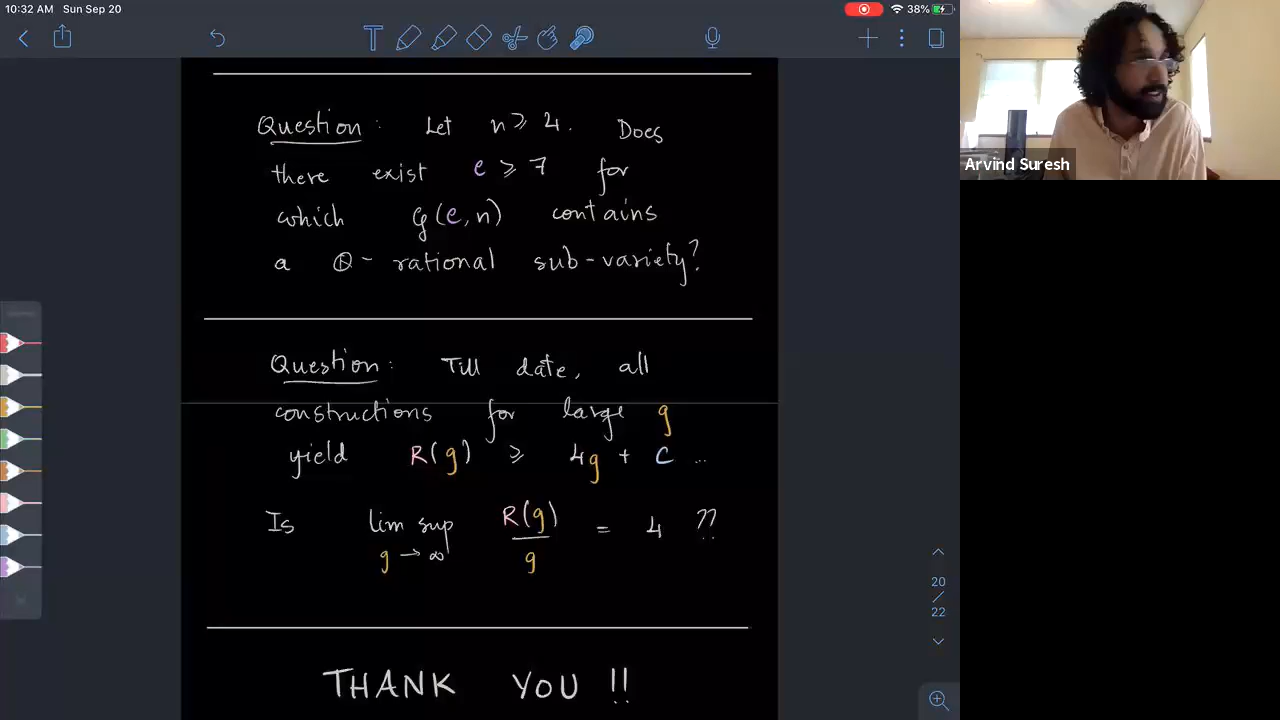 10:32 AM Sun Sep 20
38%
Question: Let n ≥ 4. Does
there exist e ≥ 7 for
which G(e, n) contains
a Q-rational sub-variety?
Question: Till date, all
constructions for large g
yield R(g) ≥ 4g + C ...
Is lim sup g→∞ R(g)/g = 4 ??
THANK YOU !!
20
/
22
Arvind Suresh